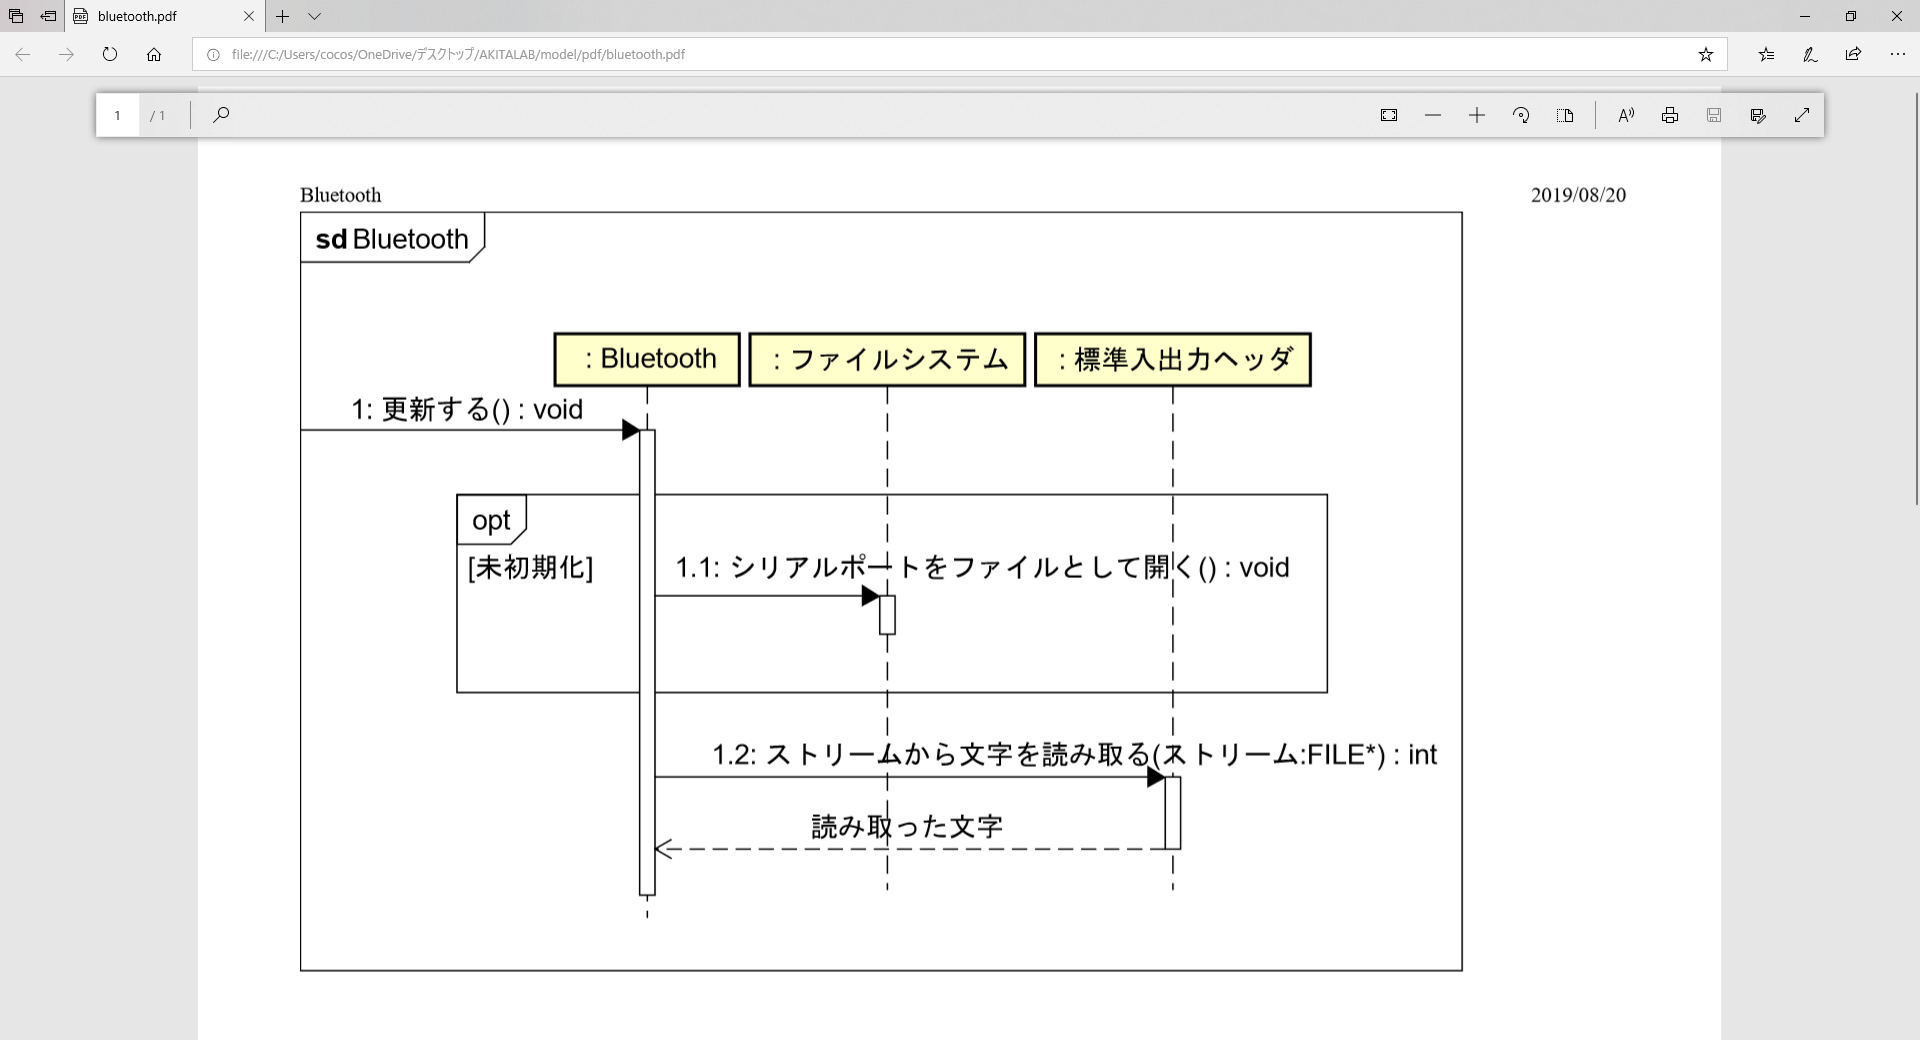 bluetooth.pdf
file:///C:/Users/cocos/OneDrive/デスクトップ/AKITALAB/model/pdf/bluetooth.pdf
1 / 1
Bluetooth 2019/08/20
sd Bluetooth
: Bluetooth
: ファイルシステム
: 標準入出力ヘッダ
1: 更新する() : void
opt
[未初期化]
1.1: シリアルポートをファイルとして開く() : void
1.2: ストリームから文字を読み取る(ストリーム:FILE*) : int
読み取った文字